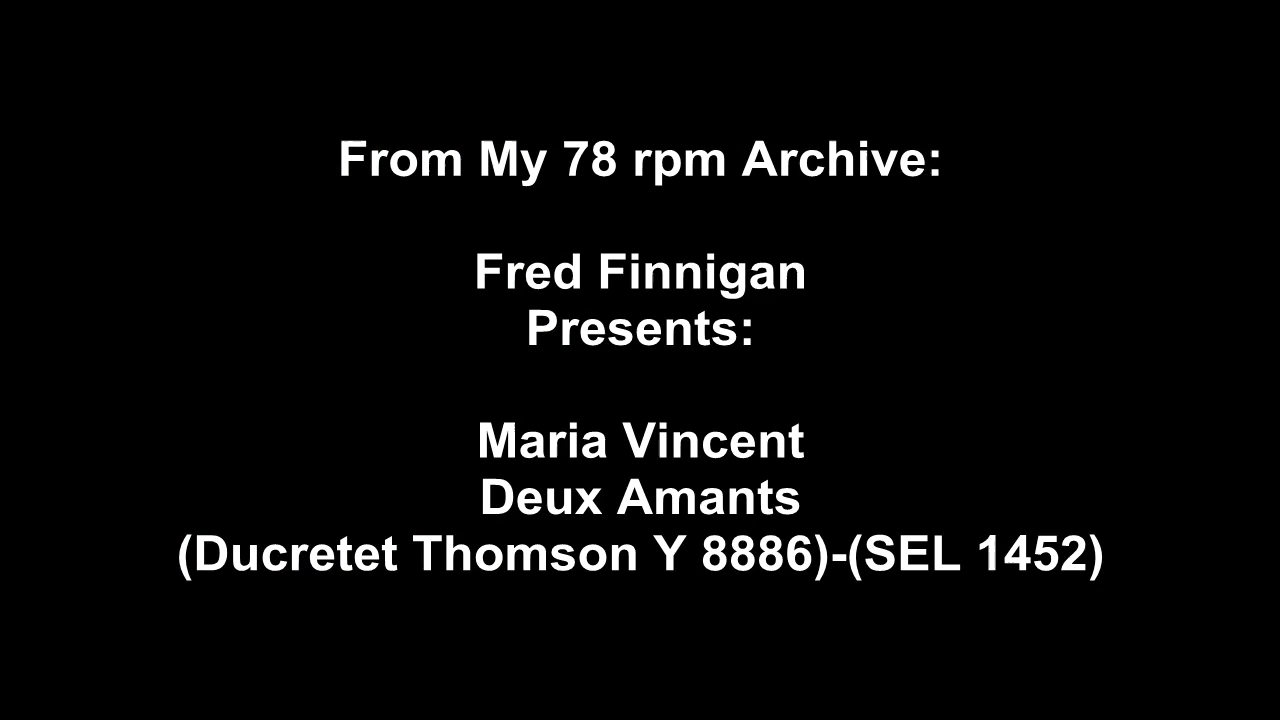 From My 78 rpm Archive:
Fred Finnigan
Presents:
Maria Vincent
Deux Amants
(Ducretet Thomson Y 8886)-(SEL 1452)